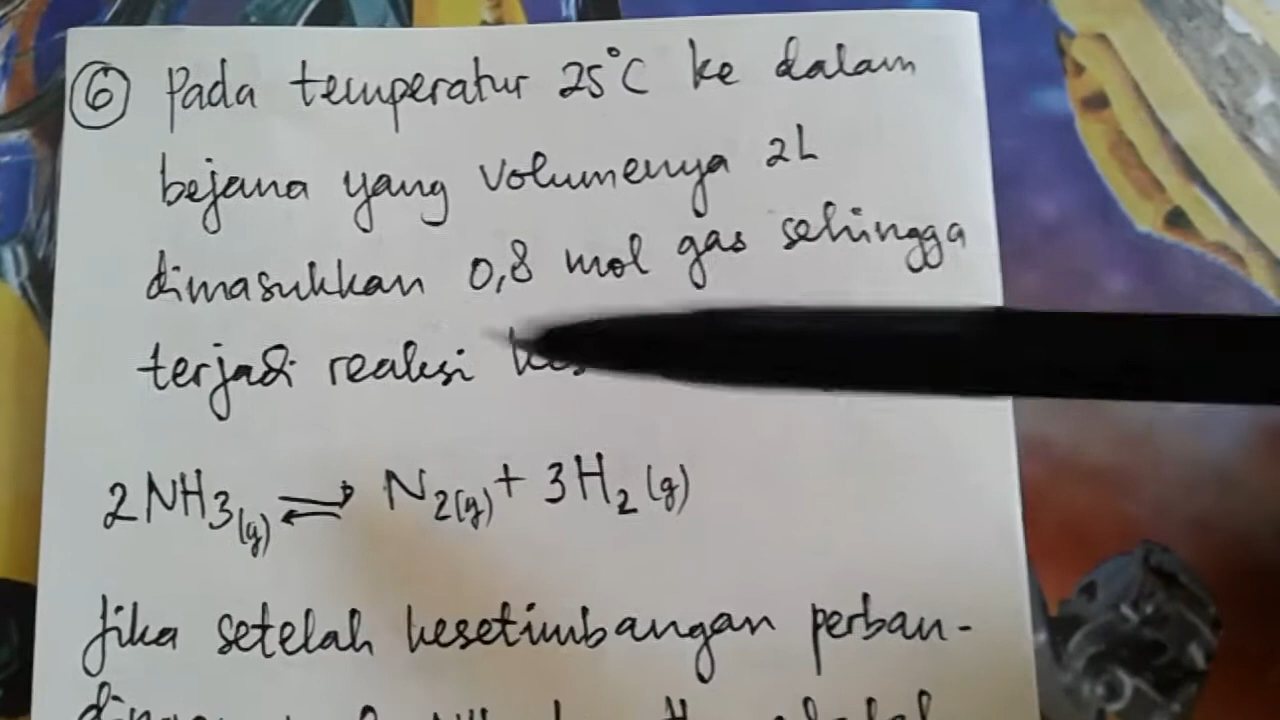 6 Pada temperatur 25°C ke dalam
bejana yang volumenya 2L
dimasukkan 0,8 mol gas sehingga
terjadi reaksi
2NH3(g) ⇌ N2(g) + 3H2(g)
Jika setelah kesetimbangan perban-